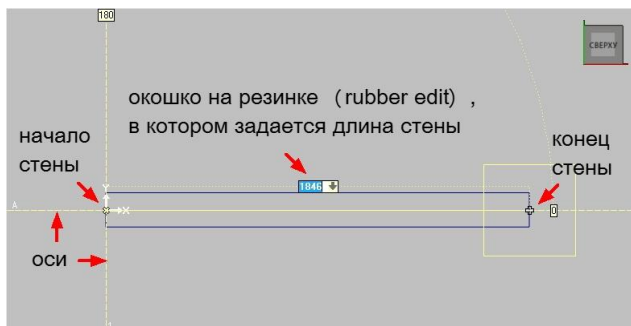 180
СВЕРХУ
окошко на резинке (rubber edit) ,
в котором задается длина стены
начало
стены
конец
стены
1846
Y
X
A
0
оси